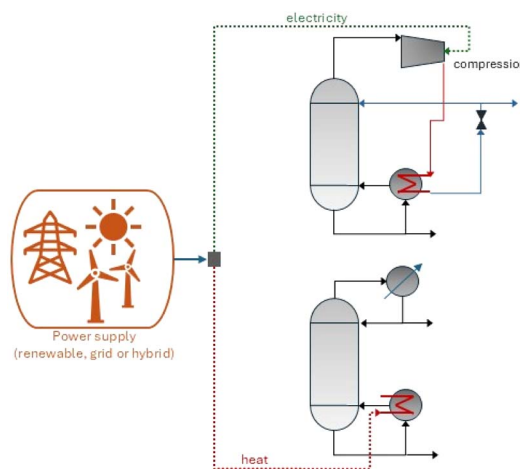 electricity
compressio
Power supply
(renewable, grid or hybrid)
heat